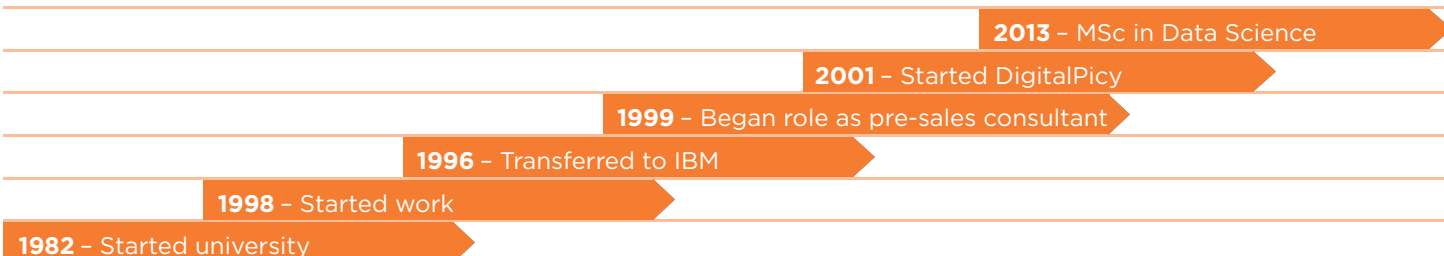 2013 – MSc in Data Science
2001 – Started DigitalPicy
1999 – Began role as pre-sales consultant
1996 – Transferred to IBM
1998 – Started work
1982 – Started university